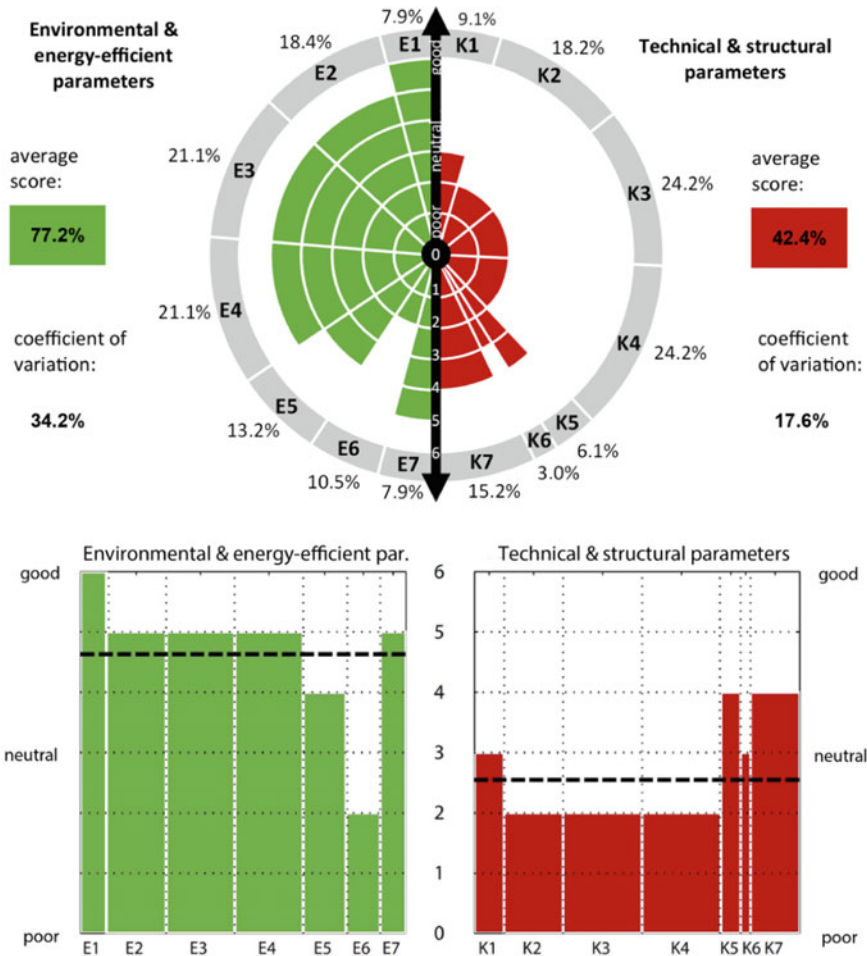 Environmental &
energy-efficient
parameters
Technical & structural
parameters
7.9%
9.1%
18.4%
18.2%
21.1%
24.2%
21.1%
24.2%
13.2%
6.1%
10.5%
3.0%
7.9%
15.2%
E1
K1
E2
K2
E3
K3
E4
K4
E5
K5
E6
K6
E7
K7
good
neutral
poor
0
1
2
3
4
5
6
average
score:
77.2%
coefficient of
variation:
34.2%
average
score:
42.4%
coefficient
of variation:
17.6%
Environmental & energy-efficient par.
good
neutral
poor
E1 E2 E3 E4 E5 E6 E7
Technical & structural parameters
6
5
4
3
2
1
0
good
neutral
poor
K1 K2 K3 K4 K5 K6 K7